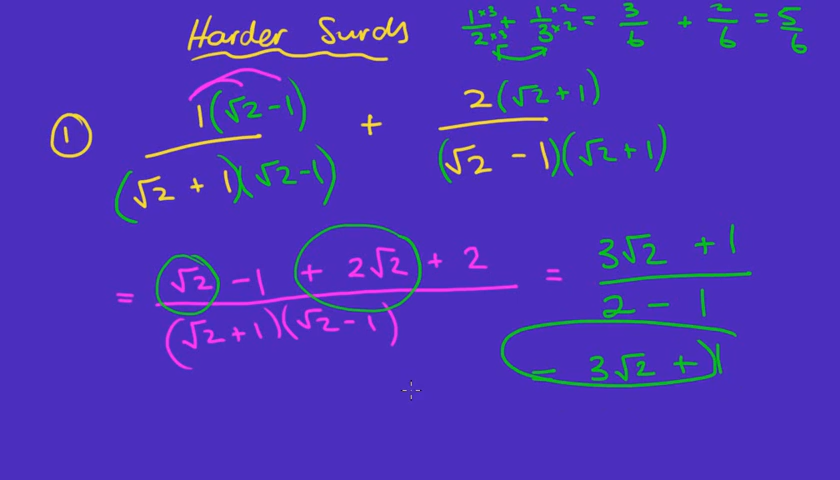 Harder Surds
1×3/2×3 + 1×2/3×2 = 3/6 + 2/6 = 5/6
① 1(√2 - 1)/(√2 + 1)(√2 - 1) + 2(√2 + 1)/(√2 - 1)(√2 + 1)
= √2 - 1 + 2√2 + 2/(√2 + 1)(√2 - 1) = 3√2 + 1/2 - 1
= 3√2 + 1